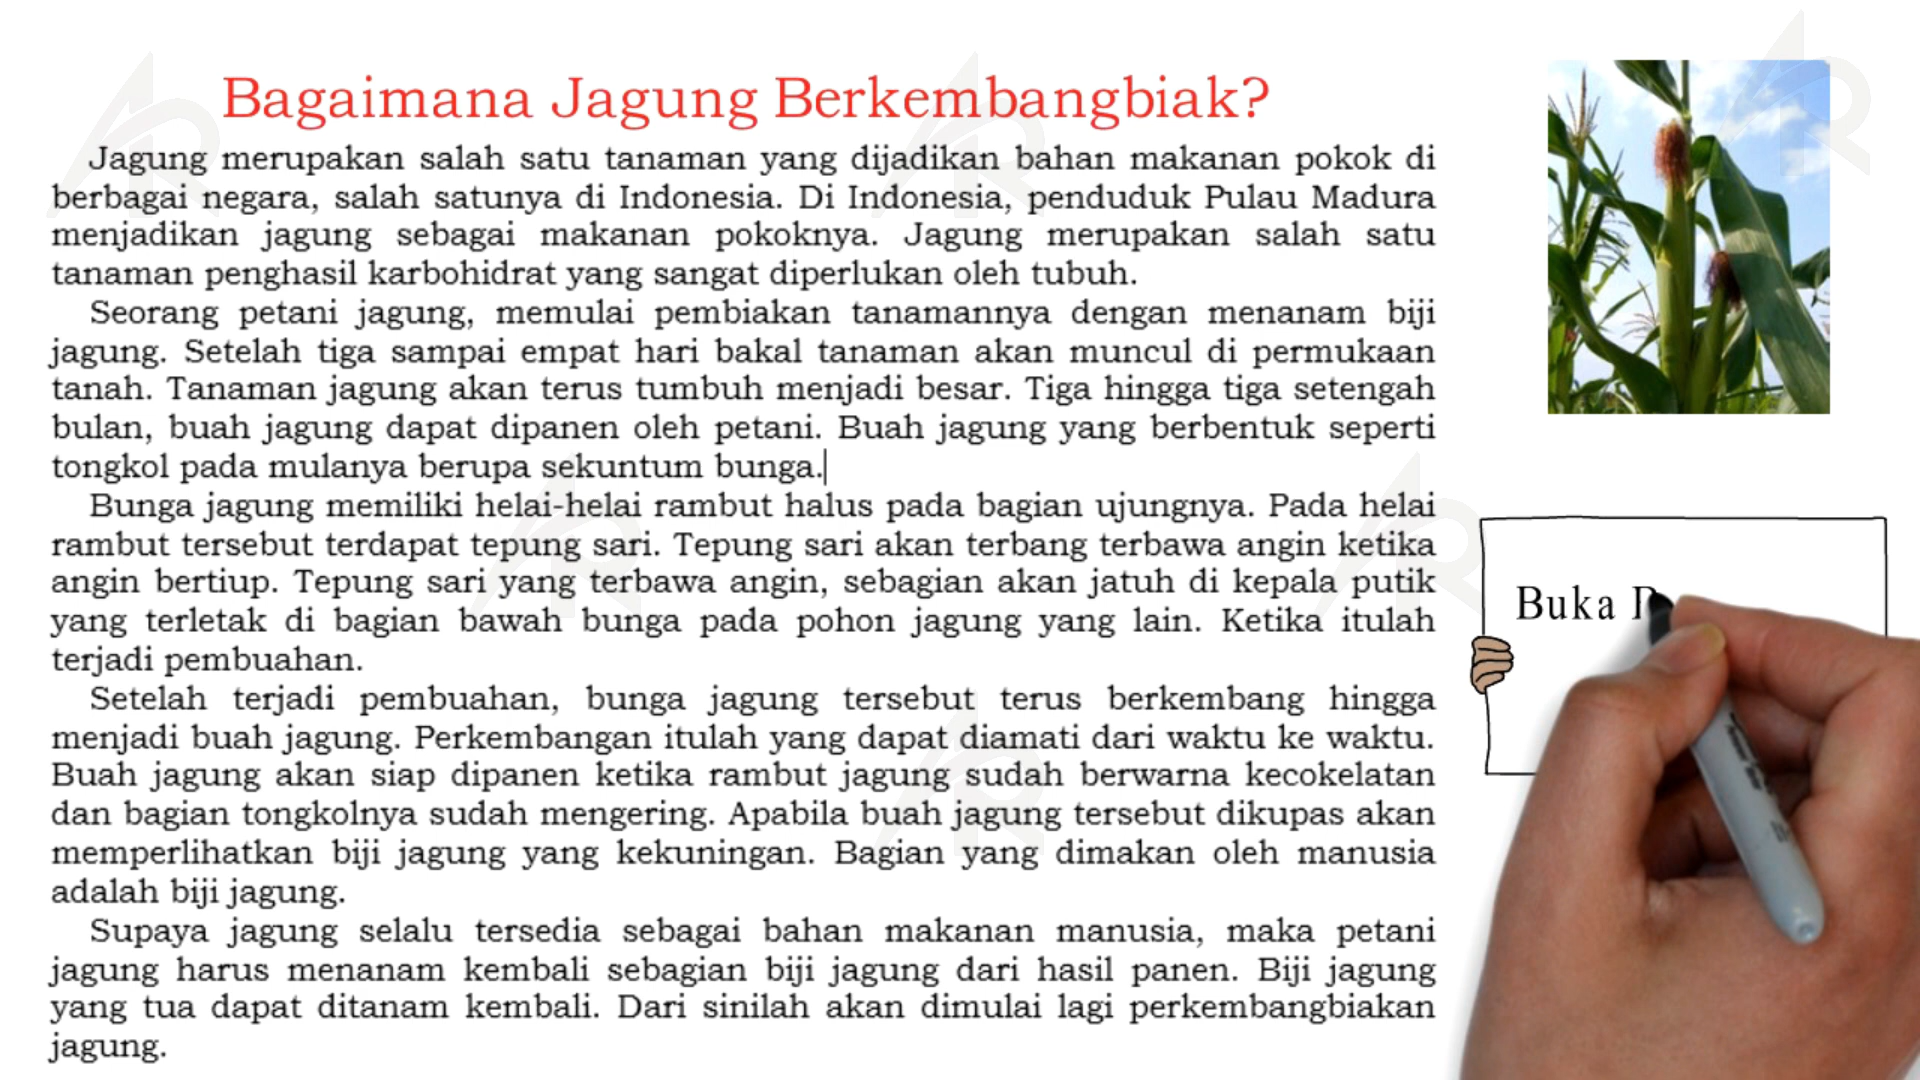 Bagaimana Jagung Berkembangbiak?
Jagung merupakan salah satu tanaman yang dijadikan bahan makanan pokok di
berbagai negara, salah satunya di Indonesia. Di Indonesia, penduduk Pulau Madura
menjadikan jagung sebagai makanan pokoknya. Jagung merupakan salah satu
tanaman penghasil karbohidrat yang sangat diperlukan oleh tubuh.
Seorang petani jagung, memulai pembiakan tanamannya dengan menanam biji
jagung. Setelah tiga sampai empat hari bakal tanaman akan muncul di permukaan
tanah. Tanaman jagung akan terus tumbuh menjadi besar. Tiga hingga tiga setengah
bulan, buah jagung dapat dipanen oleh petani. Buah jagung yang berbentuk seperti
tongkol pada mulanya berupa sekuntum bunga.
Bunga jagung memiliki helai-helai rambut halus pada bagian ujungnya. Pada helai
rambut tersebut terdapat tepung sari. Tepung sari akan terbang terbawa angin ketika
angin bertiup. Tepung sari yang terbawa angin, sebagian akan jatuh di kepala putik
yang terletak di bagian bawah bunga pada pohon jagung yang lain. Ketika itulah
terjadi pembuahan.
Setelah terjadi pembuahan, bunga jagung tersebut terus berkembang hingga
menjadi buah jagung. Perkembangan itulah yang dapat diamati dari waktu ke waktu.
Buah jagung akan siap dipanen ketika rambut jagung sudah berwarna kecokelatan
dan bagian tongkolnya sudah mengering. Apabila buah jagung tersebut dikupas akan
memperlihatkan biji jagung yang kekuningan. Bagian yang dimakan oleh manusia
adalah biji jagung.
Supaya jagung selalu tersedia sebagai bahan makanan manusia, maka petani
jagung harus menanam kembali sebagian biji jagung dari hasil panen. Biji jagung
yang tua dapat ditanam kembali. Dari sinilah akan dimulai lagi perkembangbiakan
jagung.
Buka